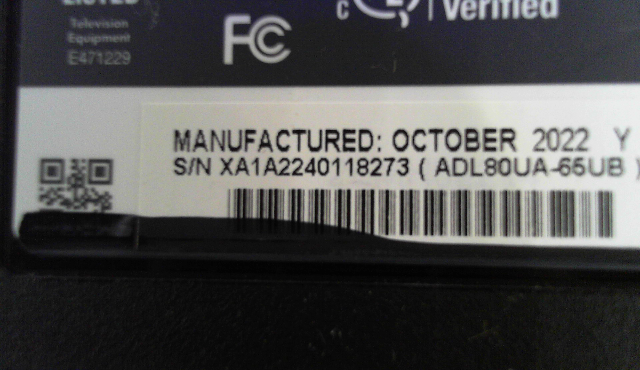 LISTED
Television
Equipment
E471229
FC
c
Verified
MANUFACTURED: OCTOBER 2022 Y
S/N XA1A2240118273 ( ADL80UA-65UB )